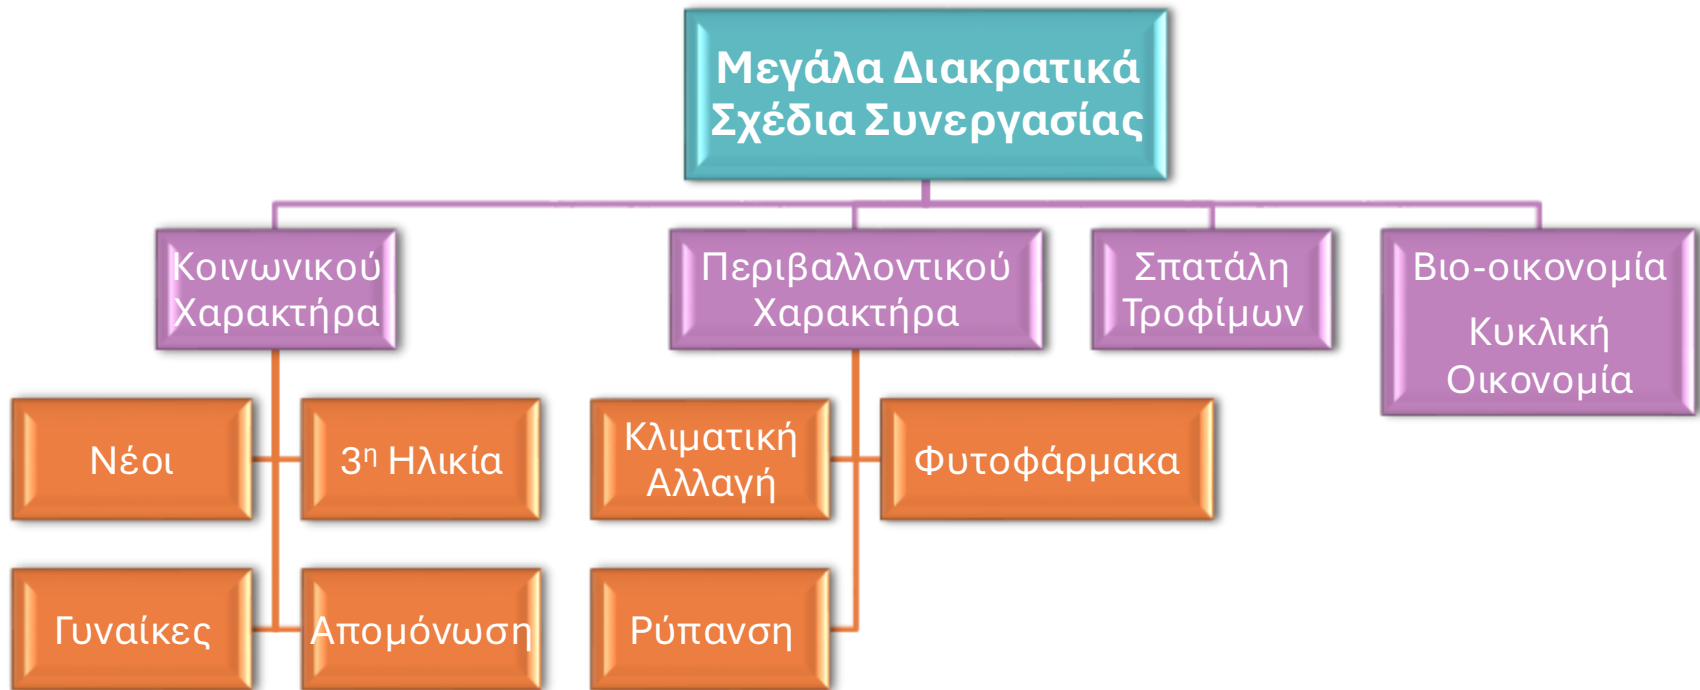 Μεγάλα Διακρατικά
Σχέδια Συνεργασίας
Κοινωνικού
Χαρακτήρα
Περιβαλλοντικού
Χαρακτήρα
Σπατάλη
Τροφίμων
Βιο-οικονομία
Κυκλική
Οικονομία
Νέοι
3η Ηλικία
Κλιματική
Αλλαγή
Φυτοφάρμακα
Γυναίκες
Απομόνωση
Ρύπανση